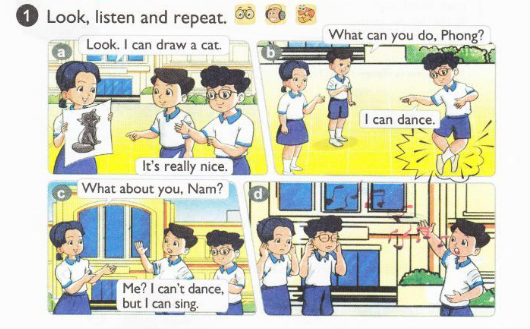 1 Look, listen and repeat.
a
Look. I can draw a cat.
It's really nice.
b
What can you do, Phong?
I can dance.
c
What about you, Nam?
Me? I can't dance,
but I can sing.
d